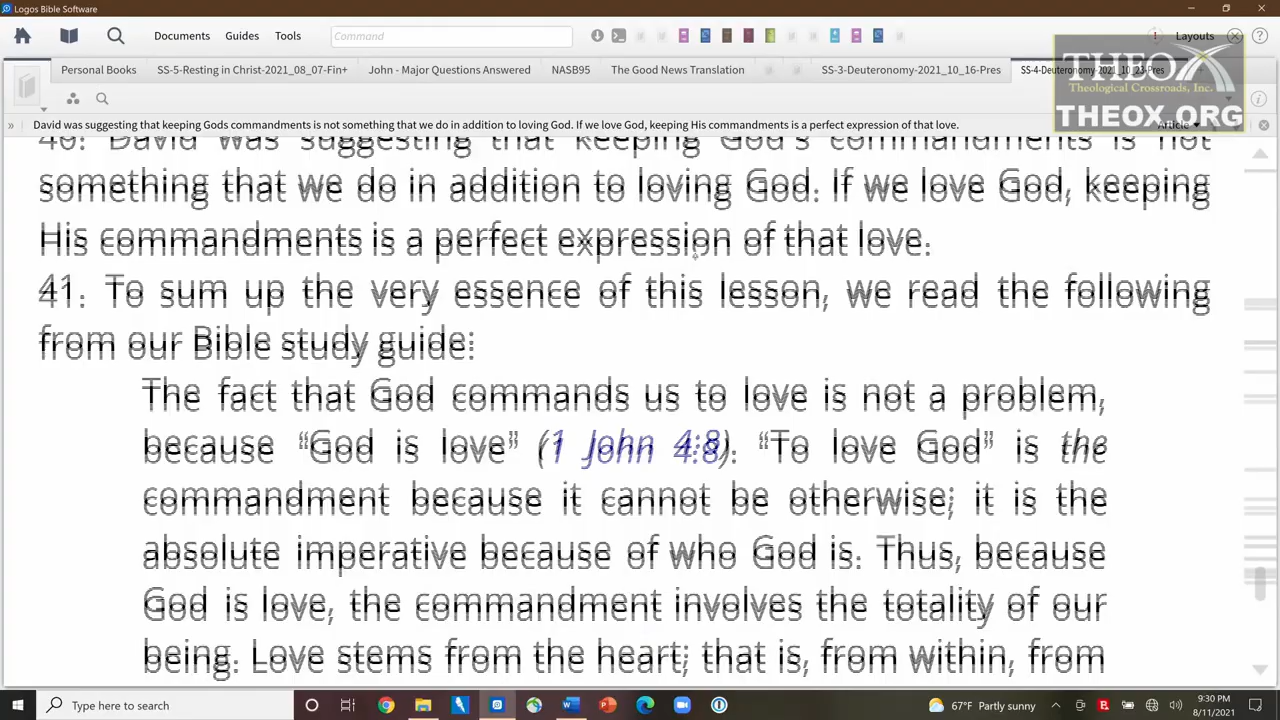 Logos Bible Software
Documents Guides Tools Command Layouts
Personal Books SS-5-Resting in Christ-2021_08_07-Fin+ s Answered NASB95 The Good News Translation SS-3-Deuteronomy-2021_10_16-Pres SS-4-Deuteronomy-2021_10_23-Pres
THEOX
Theological Crossroads, Inc.
THEOX.ORG
David was suggesting that keeping Gods commandments is not something that we do in addition to loving God. If we love God, keeping His commandments is a perfect expression of that love. Article
40. David was suggesting that keeping God's commandments is not
something that we do in addition to loving God. If we love God, keeping
His commandments is a perfect expression of that love.
41. To sum up the very essence of this lesson, we read the following
from our Bible study guide:
The fact that God commands us to love is not a problem,
because “God is love” (1 John 4:8). “To love God” is the
commandment because it cannot be otherwise; it is the
absolute imperative because of who God is. Thus, because
God is love, the commandment involves the totality of our
being. Love stems from the heart; that is, from within, from
Type here to search 67°F Partly sunny 9:30 PM
8/11/2021